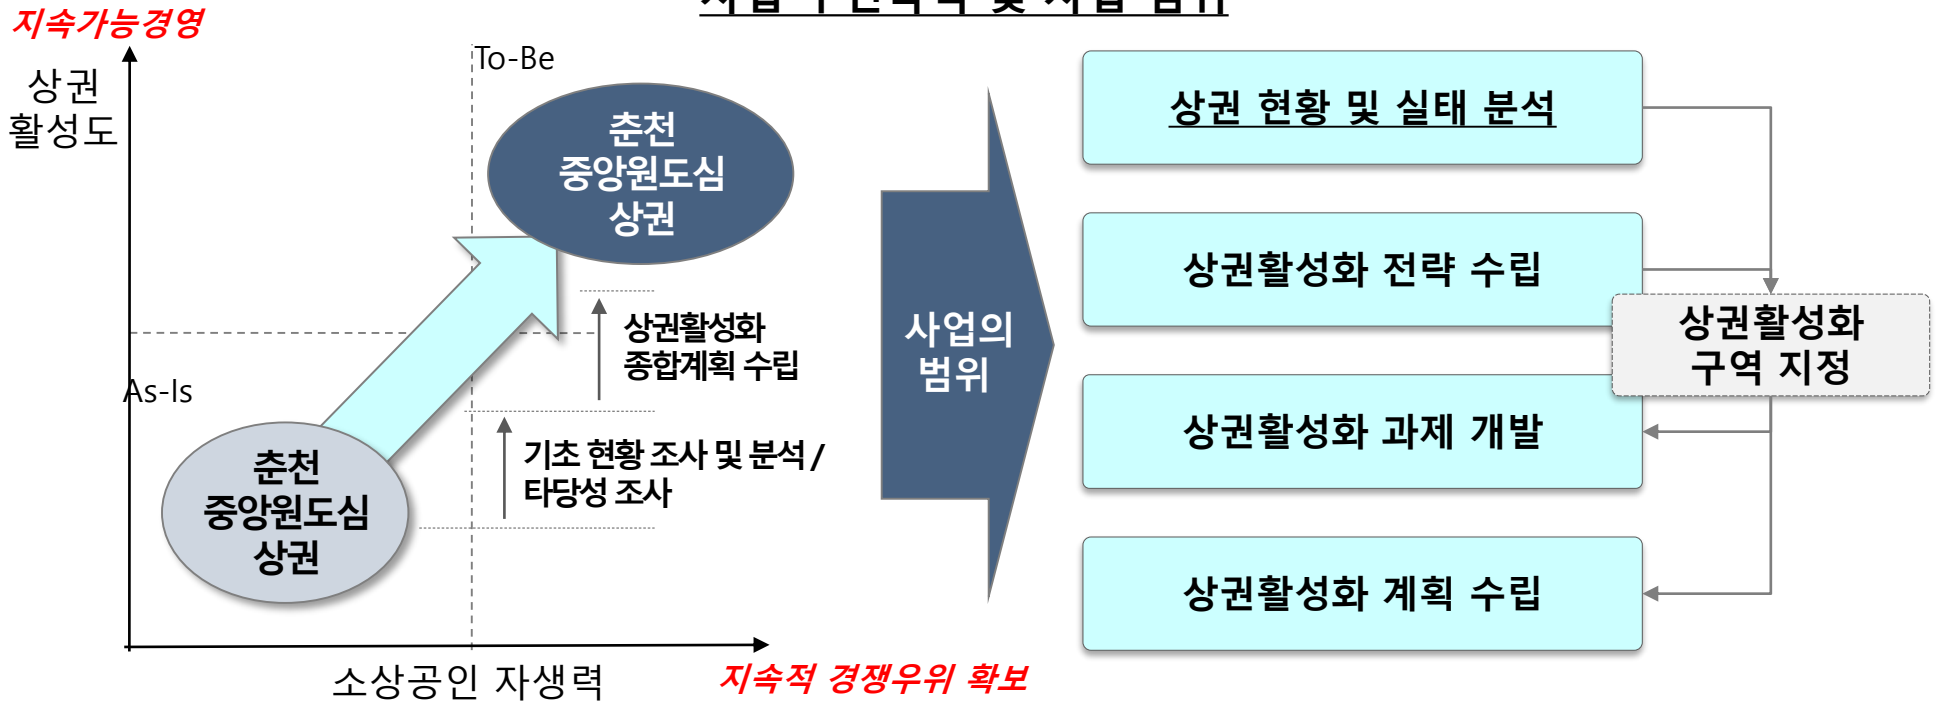 지속가능경영
상권
활성도
To-Be
춘천
중앙원도심
상권
상권활성화
종합계획 수립
As-Is
기초 현황 조사 및 분석 /
타당성 조사
춘천
중앙원도심
상권
소상공인 자생력
지속적 경쟁우위 확보
사업의
범위
상권 현황 및 실태 분석
상권활성화 전략 수립
상권활성화
구역 지정
상권활성화 과제 개발
상권활성화 계획 수립